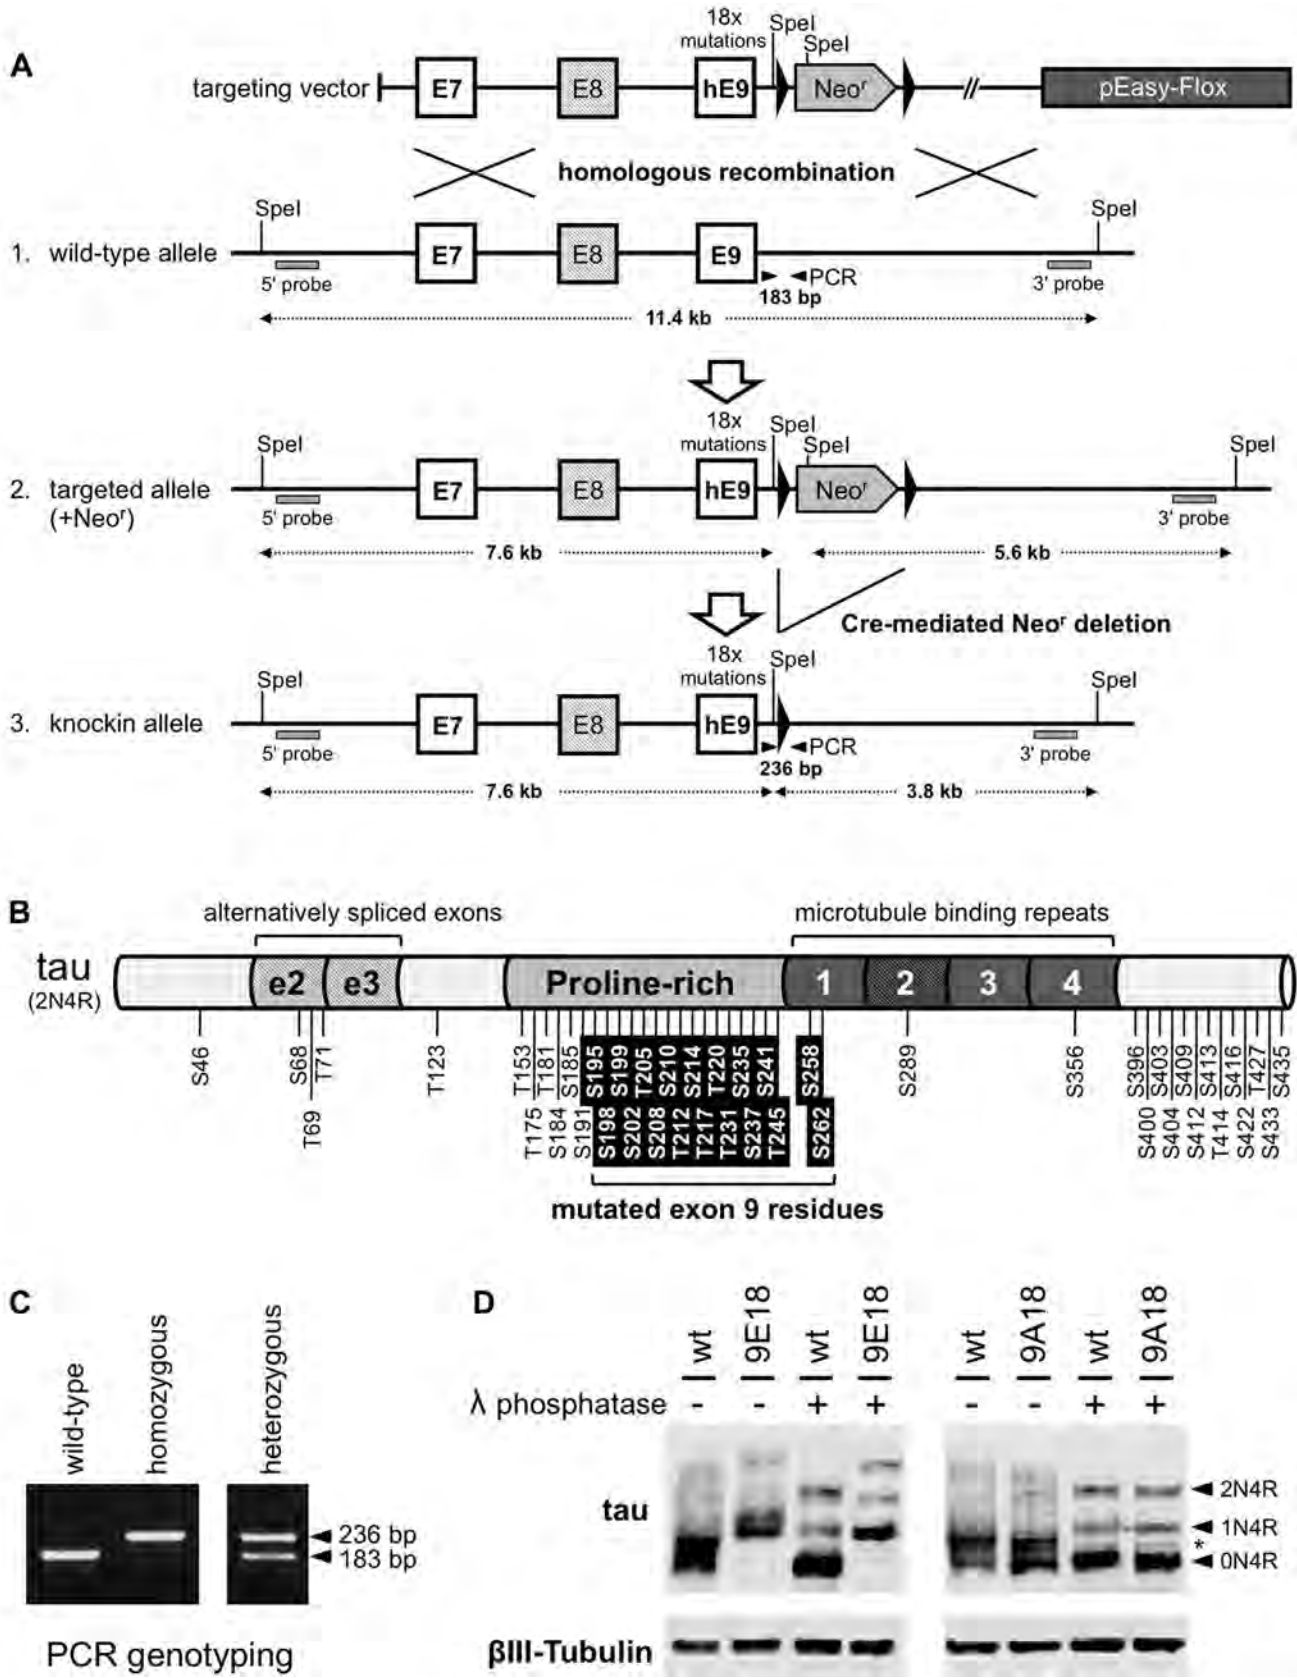 A
targeting vector
E7
E8
18x
mutations
hE9
SpeI
SpeI
Neoʳ
pEasy-Flox
homologous recombination
1. wild-type allele
SpeI
5' probe
E7
E8
E9
PCR
183 bp
SpeI
3' probe
11.4 kb
2. targeted allele
(+Neoʳ)
SpeI
5' probe
E7
E8
18x
mutations
hE9
SpeI
SpeI
Neoʳ
SpeI
3' probe
7.6 kb
5.6 kb
Cre-mediated Neoʳ deletion
3. knockin allele
SpeI
5' probe
E7
E8
18x
mutations
hE9
SpeI
PCR
236 bp
SpeI
3' probe
7.6 kb
3.8 kb
B
alternatively spliced exons
microtubule binding repeats
tau
(2N4R)
e2
e3
Proline-rich
1
2
3
4
S46
S68
T69
T71
T123
T153
T175
T181
S184
S185
S191
S195
S198
S199
S202
T205
S208
S210
T212
S214
T217
T220
T231
S235
S237
S241
T245
S258
S262
S289
S356
S396
S400
S403
S404
S409
S412
S413
T414
S416
S422
T427
S433
S435
mutated exon 9 residues
C
wild-type
homozygous
heterozygous
236 bp
183 bp
PCR genotyping
D
wt
9E18
wt
9E18
wt
9A18
wt
9A18
λ phosphatase
- - + +
- - + +
tau
2N4R
1N4R
*
0N4R
βIII-Tubulin